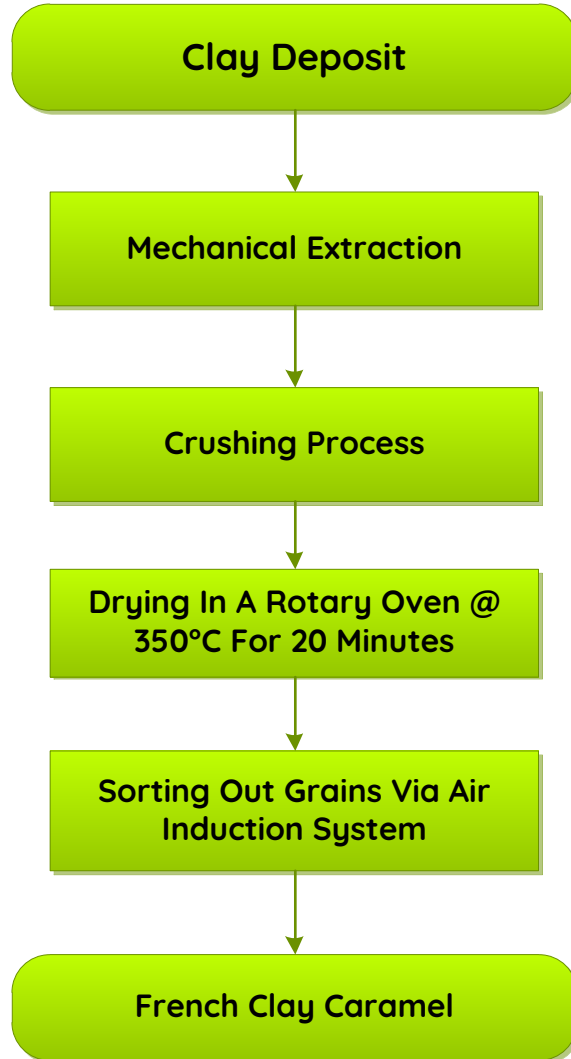 Clay Deposit
Mechanical Extraction
Crushing Process
Drying In A Rotary Oven @
350°C For 20 Minutes
Sorting Out Grains Via Air
Induction System
French Clay Caramel